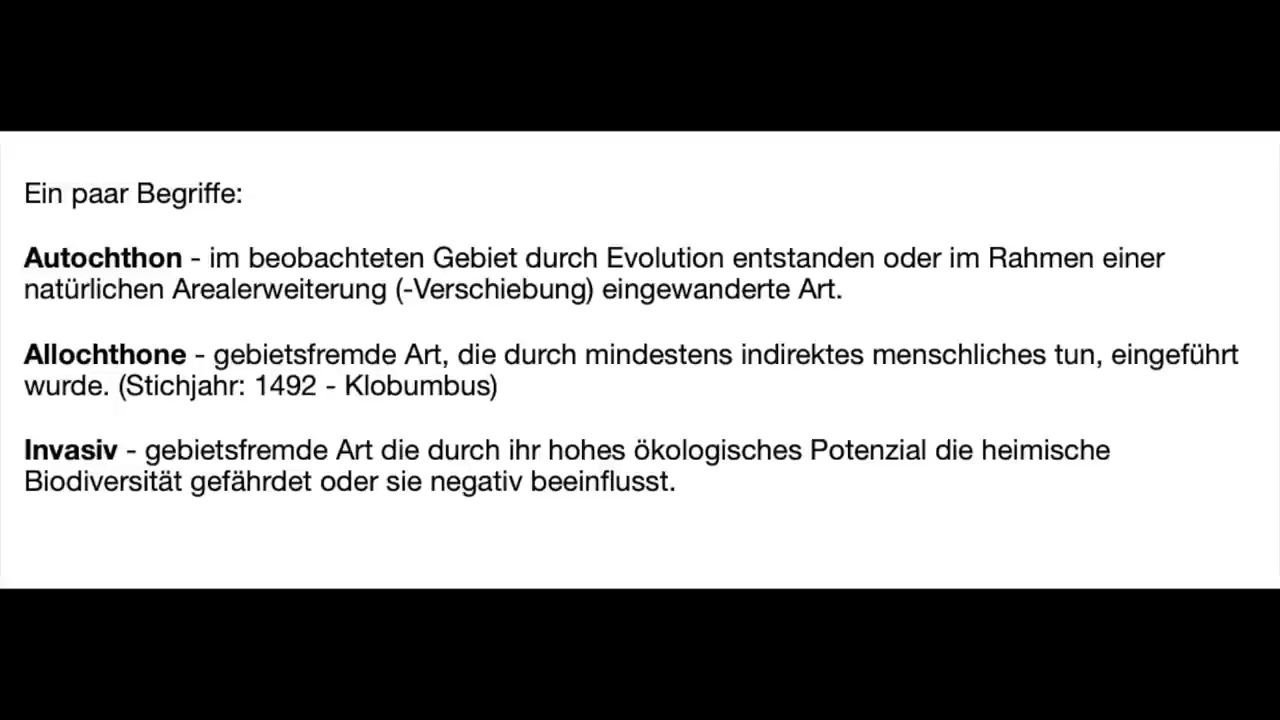 Ein paar Begriffe:
Autochthon - im beobachteten Gebiet durch Evolution entstanden oder im Rahmen einer
natürlichen Arealerweiterung (-Verschiebung) eingewanderte Art.
Allochthone - gebietsfremde Art, die durch mindestens indirektes menschliches tun, eingeführt
wurde. (Stichjahr: 1492 - Klobumbus)
Invasiv - gebietsfremde Art die durch ihr hohes ökologisches Potenzial die heimische
Biodiversität gefährdet oder sie negativ beeinflusst.